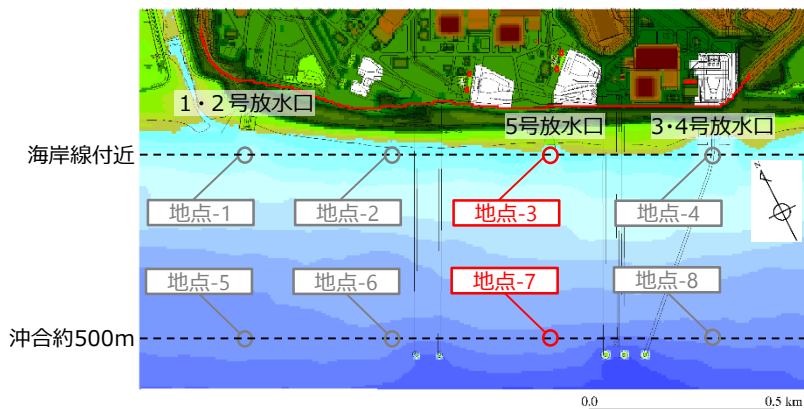 1・2号放水口
5号放水口
3・4号放水口
海岸線付近
地点-1
地点-2
地点-3
地点-4
地点-5
地点-6
地点-7
地点-8
沖合約500m
0.0
0.5 km